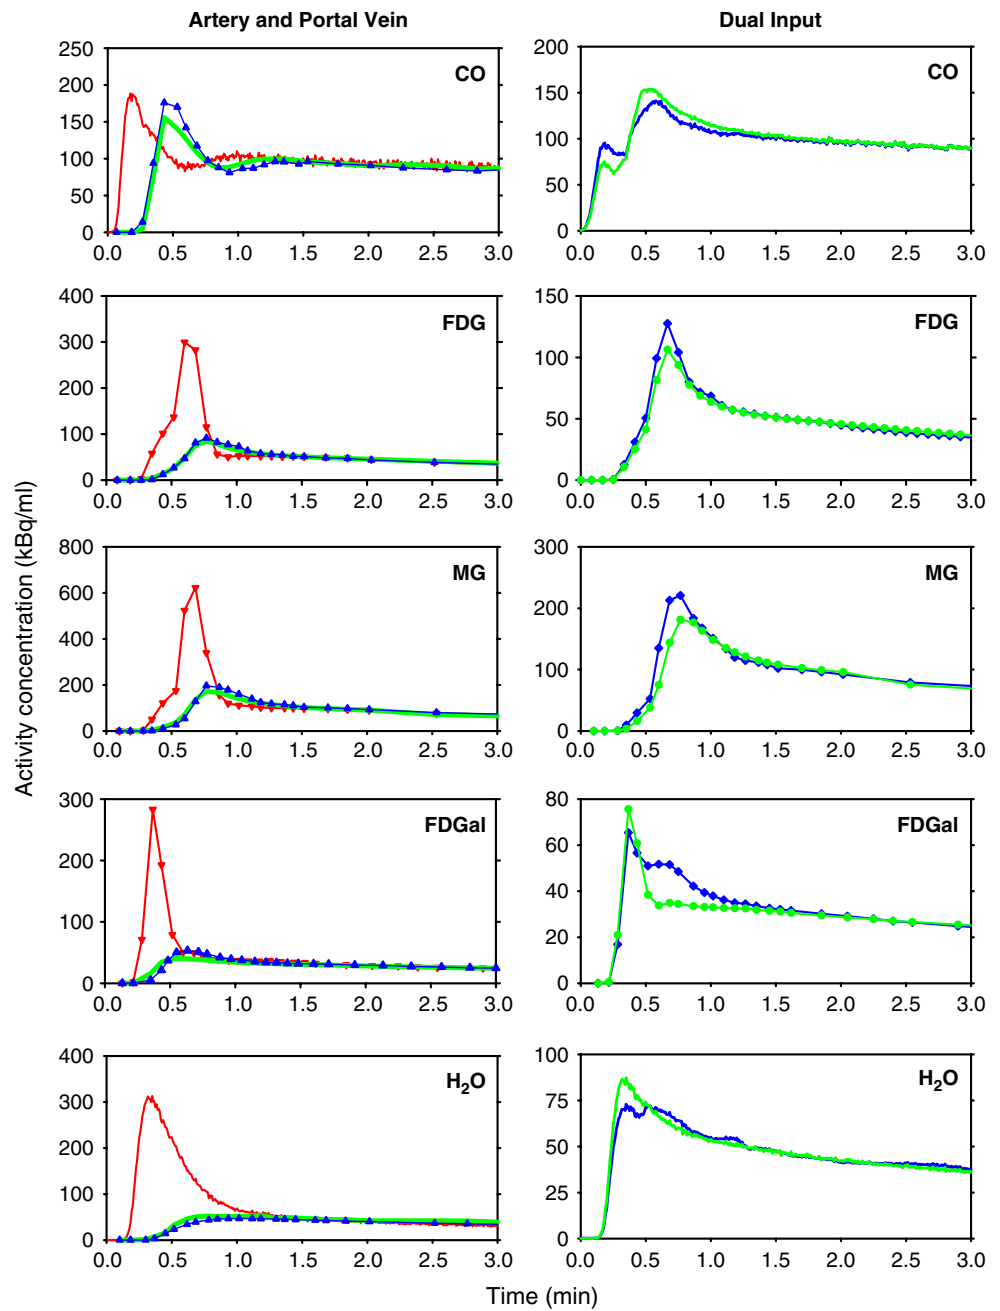 Artery and Portal Vein
Dual Input
Activity concentration (kBq/ml)
CO
250
200
150
100
50
0
0.0 0.5 1.0 1.5 2.0 2.5 3.0
CO
200
150
100
50
0
0.0 0.5 1.0 1.5 2.0 2.5 3.0
FDG
400
300
200
100
0
0.0 0.5 1.0 1.5 2.0 2.5 3.0
FDG
150
100
50
0
0.0 0.5 1.0 1.5 2.0 2.5 3.0
MG
800
600
400
200
0
0.0 0.5 1.0 1.5 2.0 2.5 3.0
MG
300
200
100
0
0.0 0.5 1.0 1.5 2.0 2.5 3.0
FDGal
300
200
100
0
0.0 0.5 1.0 1.5 2.0 2.5 3.0
FDGal
80
60
40
20
0
0.0 0.5 1.0 1.5 2.0 2.5 3.0
H2O
400
300
200
100
0
0.0 0.5 1.0 1.5 2.0 2.5 3.0
H2O
100
75
50
25
0
0.0 0.5 1.0 1.5 2.0 2.5 3.0
Time (min)